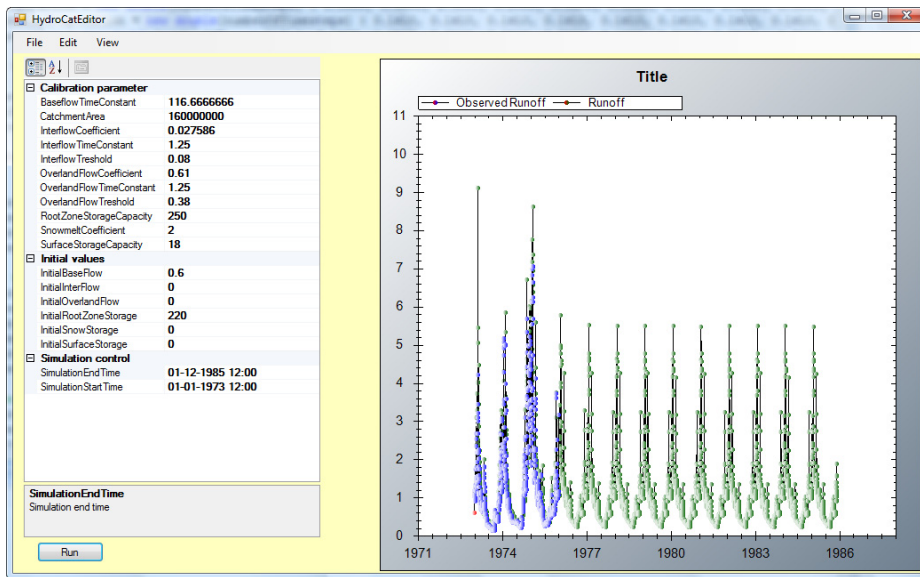 HydroCatEditor
File Edit View
Calibration parameter
BaseflowTimeConstant 116.6666666
CatchmentArea 160000000
InterflowCoefficient 0.027586
InterflowTimeConstant 1.25
InterflowTreshold 0.08
OverlandFlowCoefficient 0.61
OverlandFlowTimeConstant 1.25
OverlandFlowTreshold 0.38
RootZoneStorageCapacity 250
SnowmeltCoefficient 2
SurfaceStorageCapacity 18
Initial values
InitialBaseFlow 0.6
InitialInterFlow 0
InitialOverlandFlow 0
InitialRootZoneStorage 220
InitialSnowStorage 0
InitialSurfaceStorage 0
Simulation control
SimulationEndTime 01-12-1985 12:00
SimulationStartTime 01-01-1973 12:00
SimulationEndTime
Simulation end time
Run
Title
Observed Runoff Runoff
11
10
9
8
7
6
5
4
3
2
1
0
1971 1974 1977 1980 1983 1986